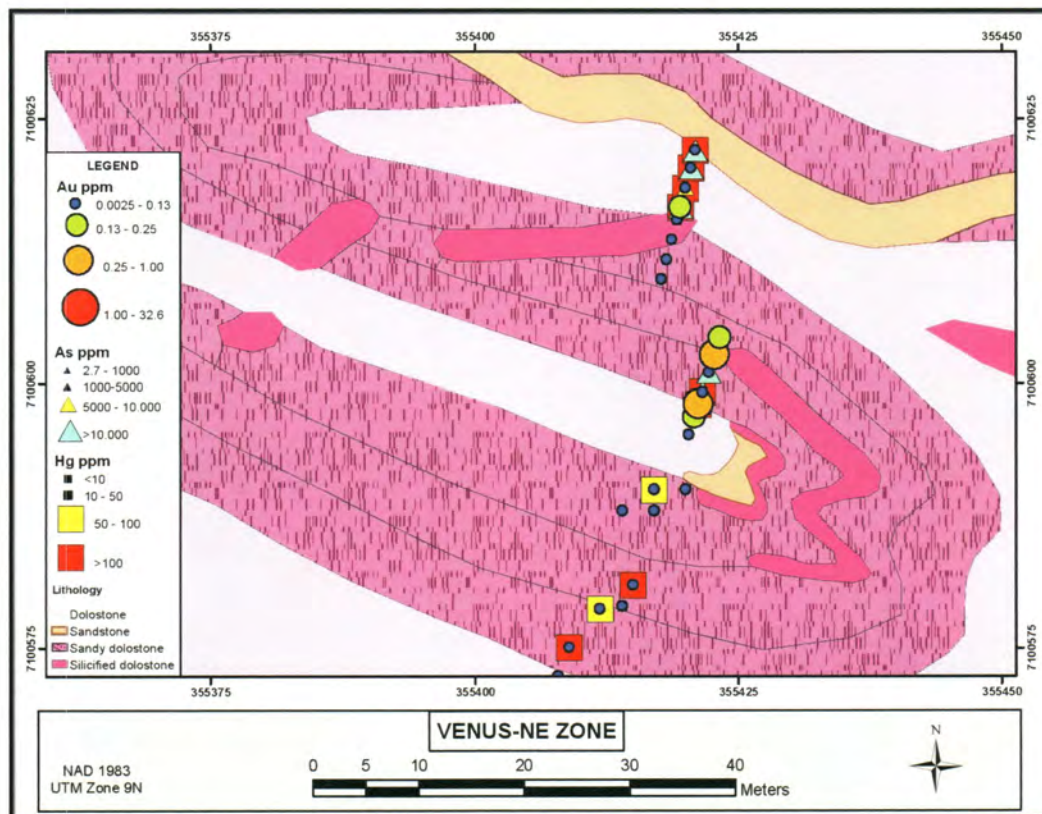 355375 355400 355425 355450
7100625 7100625
LEGEND
Au ppm
0.0025 - 0.13
0.13 - 0.25
0.25 - 1.00
1.00 - 32.6
As ppm
2.7 - 1000
1000-5000
5000 - 10.000
>10.000
Hg ppm
<10
10 - 50
50 - 100
>100
Lithology
Dolostone
Sandstone
Sandy dolostone
Silicified dolostone
7100600 7100600
7100575 7100575
355375 355400 355425 355450
VENUS-NE ZONE
NAD 1983
UTM Zone 9N
0 5 10 20 30 40
Meters
N